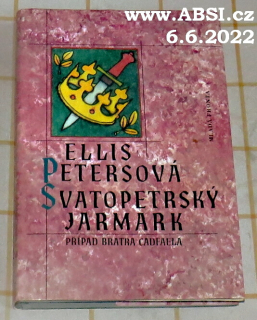 www.ABSI.cz
6.6.2022
ELLIS
PETERSOVÁ
SVATOPETRSKÝ
JARMARK
PŘÍPAD BRATRA CADFAELA